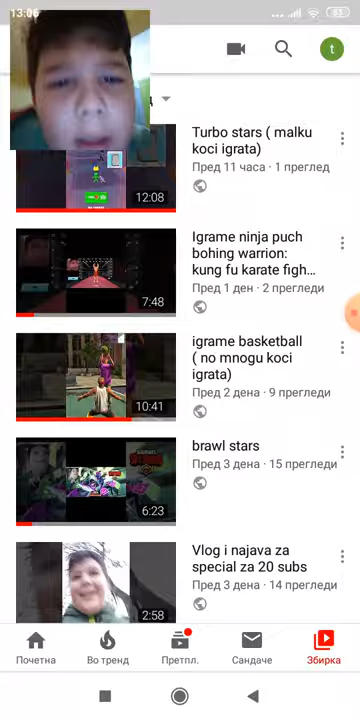 13:06
83
t
Turbo stars ( malku
koci igrata)
Пред 11 часа · 1 преглед
12:08
Igrame ninja puch
bohing warrion:
kung fu karate figh...
Пред 1 ден · 2 прегледи
7:48
igrame basketball
( no mnogu koci
igrata)
Пред 2 дена · 9 прегледи
10:41
brawl stars
Пред 3 дена · 15 прегледи
6:23
Vlog i najava za
special za 20 subs
Пред 3 дена · 14 прегледи
2:58
Почетна
Во тренд
Претпл.
Сандаче
Збирка